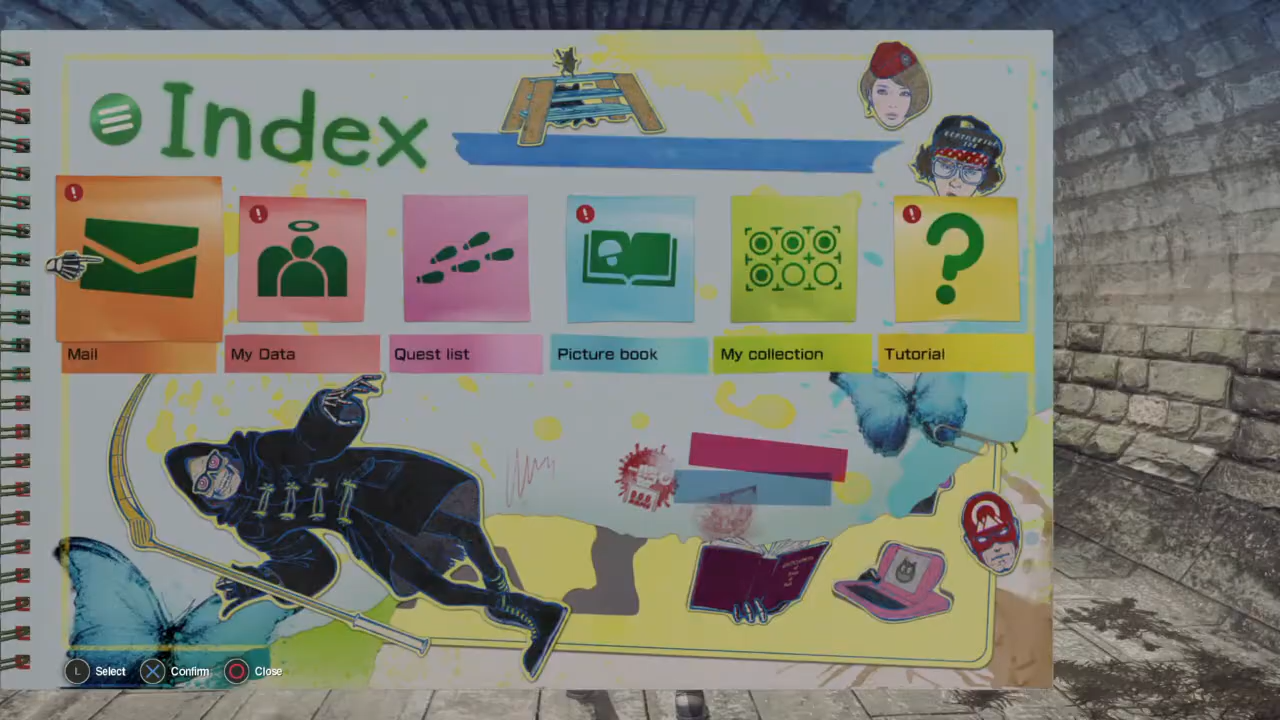 Index
Mail
My Data
Quest list
Picture book
My collection
Tutorial
L Select
Confirm
Close